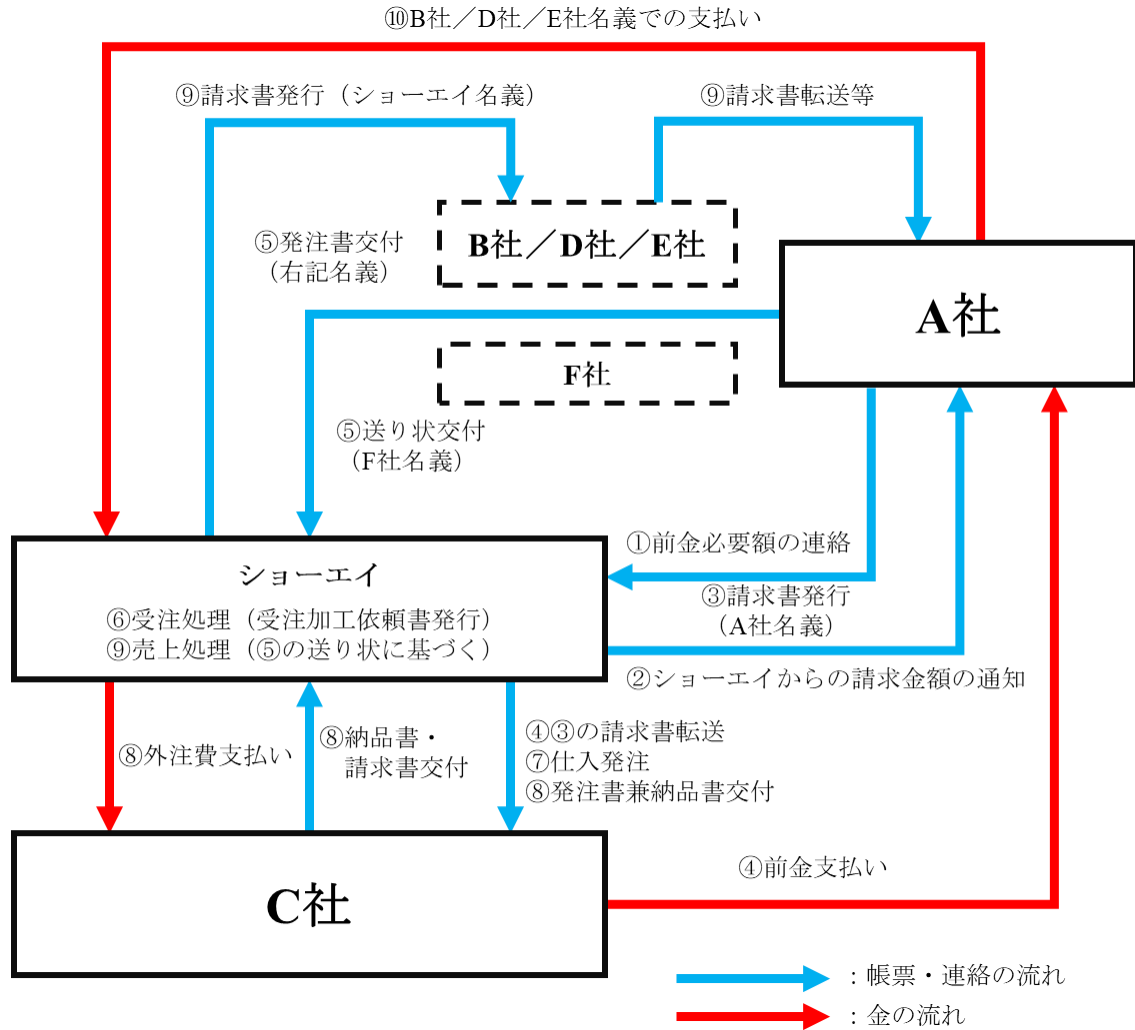 ⑩B社／D社／E社名義での支払い
⑨請求書発行（ショーエイ名義）
⑨請求書転送等
⑤発注書交付
（右記名義）
B社／D社／E社
A社
F社
⑤送り状交付
（F社名義）
①前金必要額の連絡
③請求書発行
（A社名義）
②ショーエイからの請求金額の通知
ショーエイ
⑥受注処理（受注加工依頼書発行）
⑨売上処理（⑤の送り状に基づく）
⑧外注費支払い
⑧納品書・
請求書交付
④③の請求書転送
⑦仕入発注
⑧発注書兼納品書交付
④前金支払い
C社
：帳票・連絡の流れ
：金の流れ